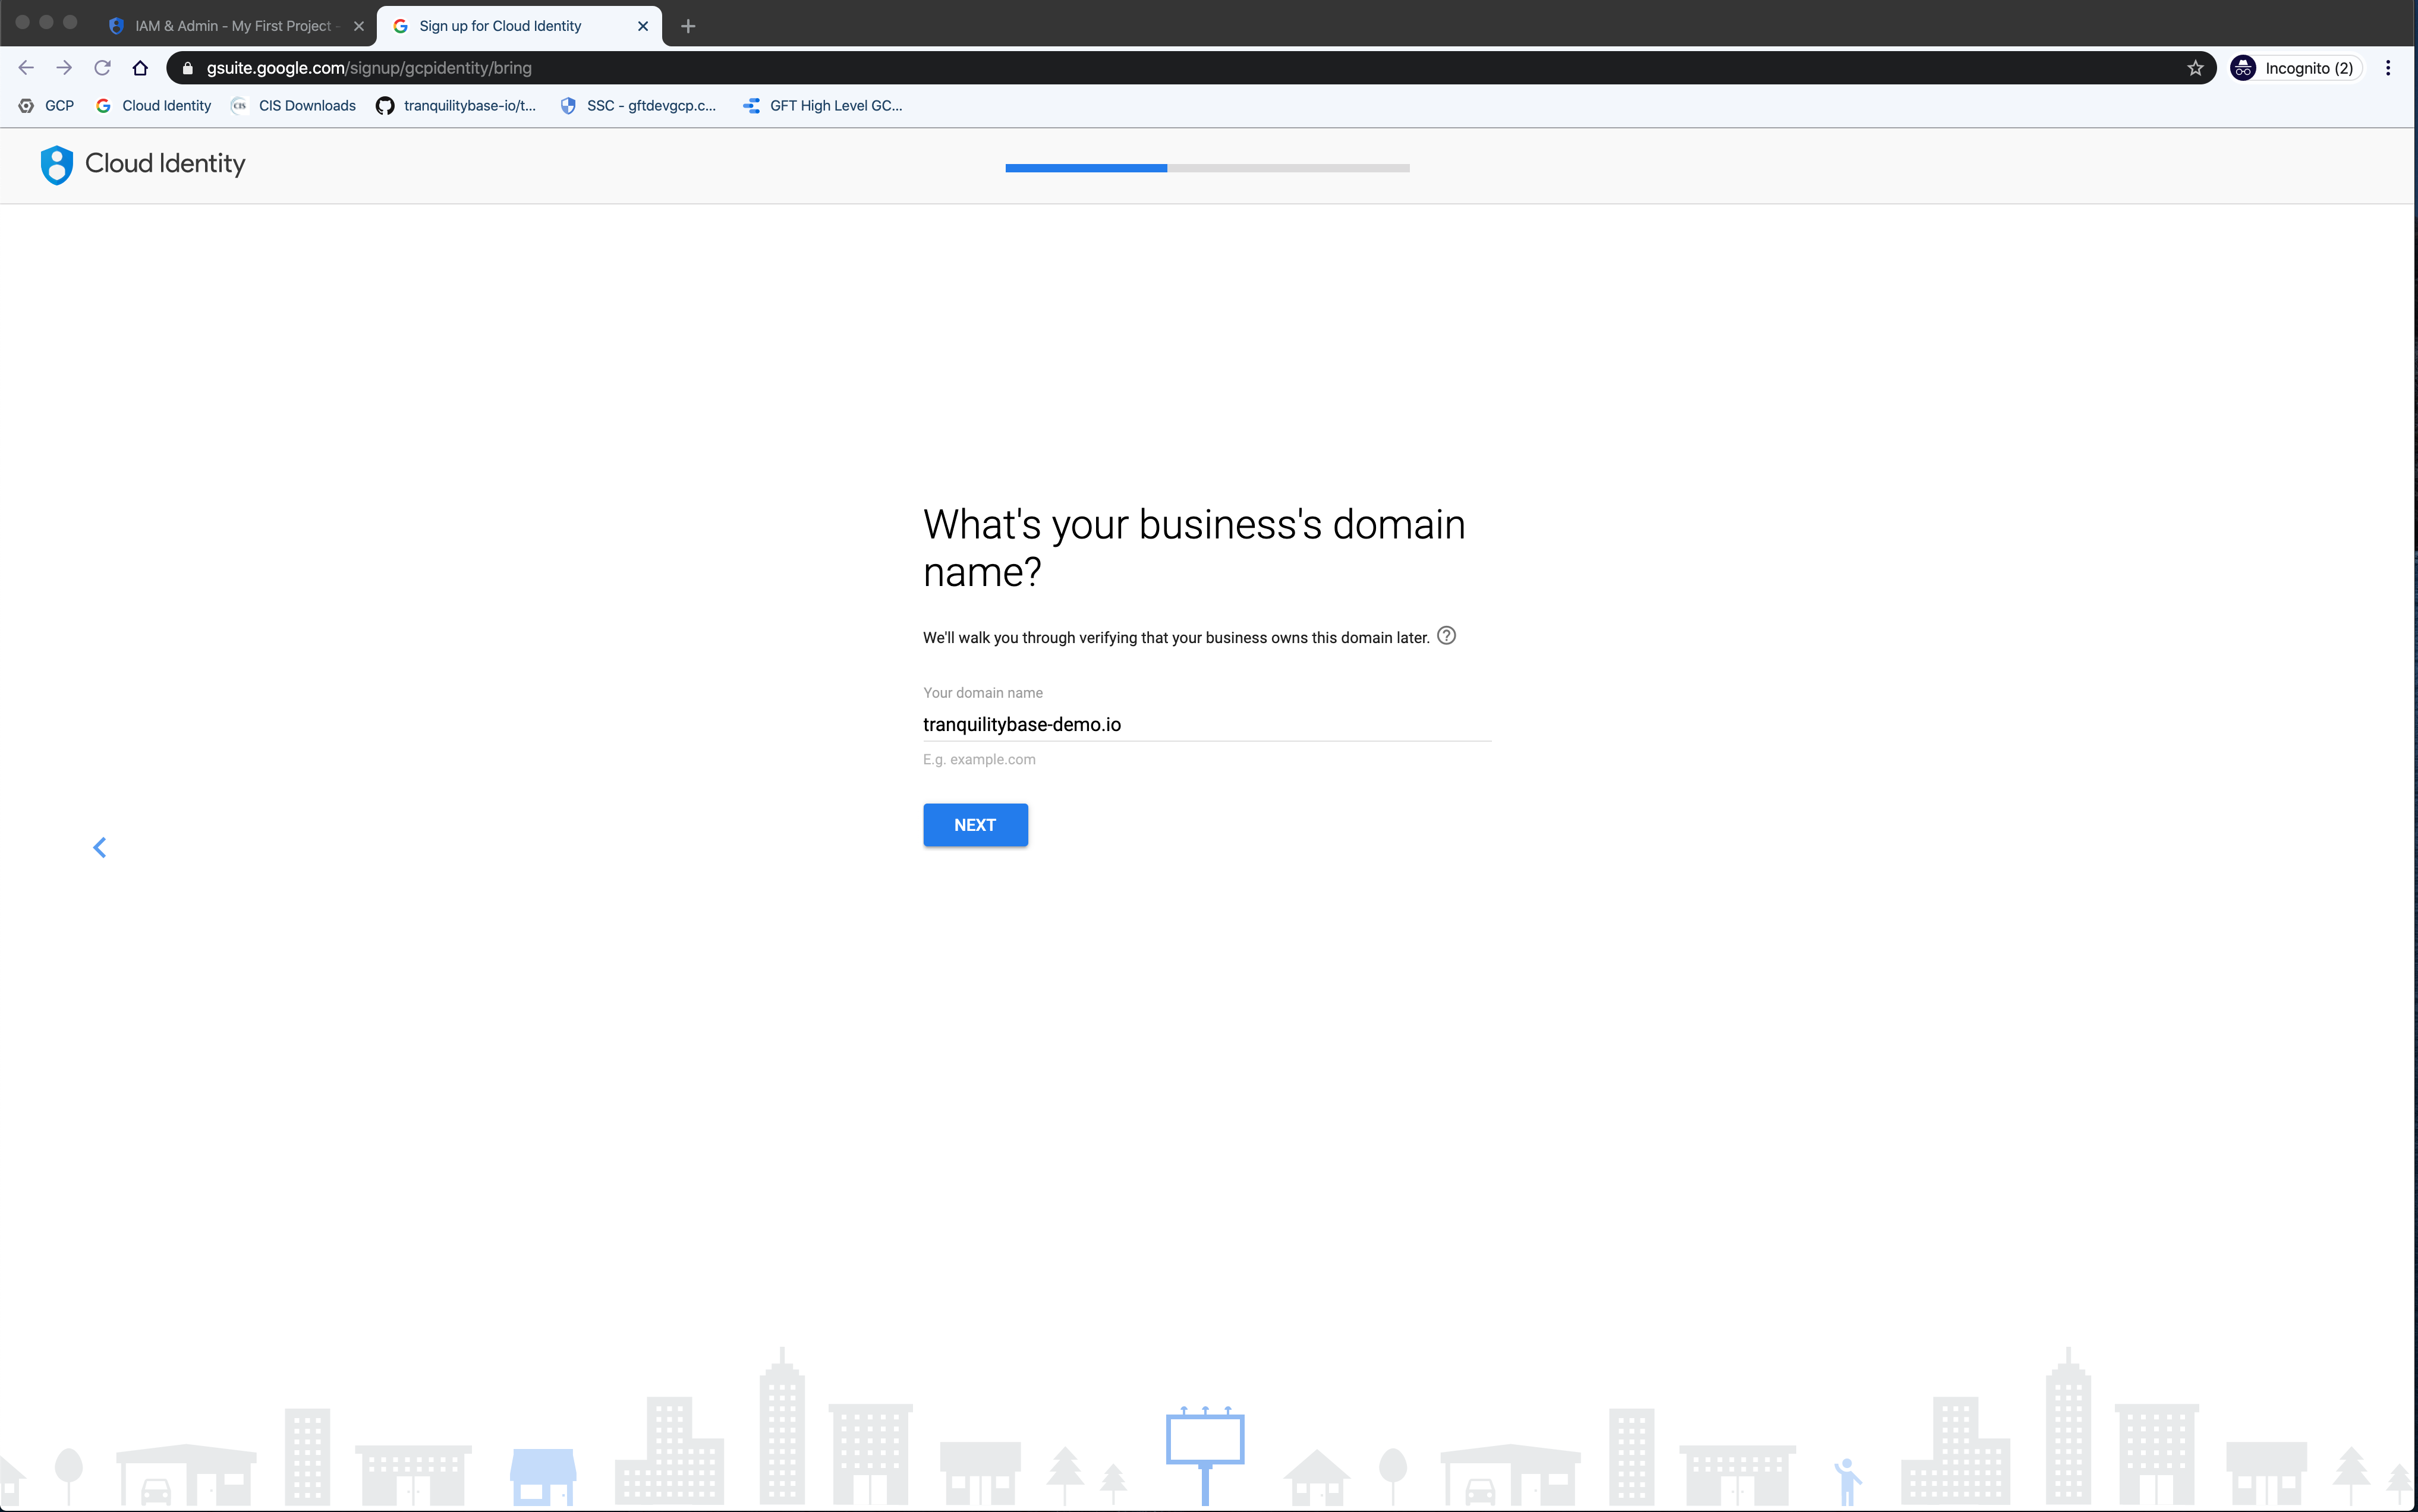 IAM & Admin - My First Project -
Sign up for Cloud Identity
gsuite.google.com/signup/gcpidentity/bring
Incognito (2)
GCP
Cloud Identity
CIS
CIS Downloads
tranquilitybase-io/t...
SSC - gftdevgcp.c...
GFT High Level GC...
Cloud Identity
What's your business's domain
name?
We'll walk you through verifying that your business owns this domain later.
Your domain name
tranquilitybase-demo.io
E.g. example.com
NEXT